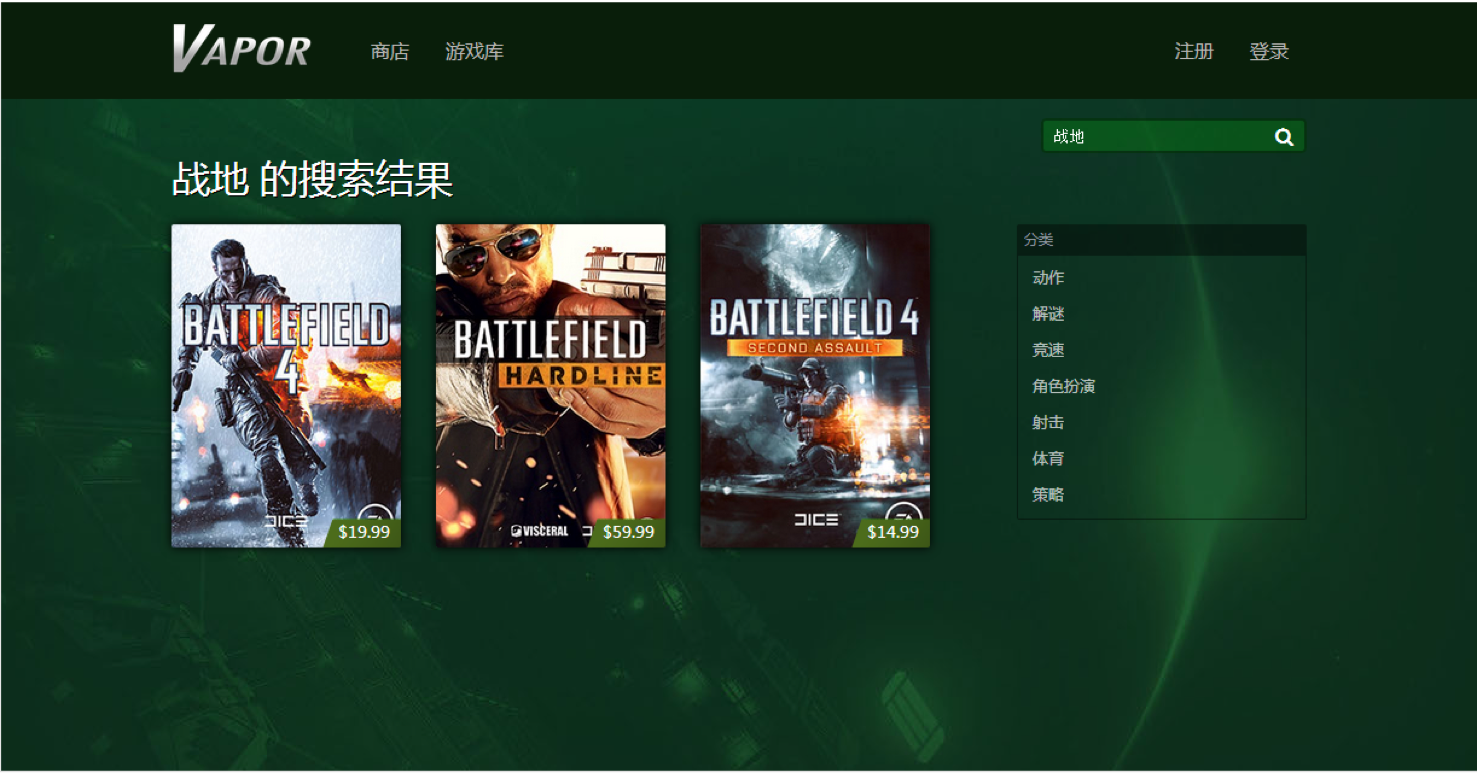 VAPOR 商店 游戏库 注册 登录
战地
战地 的搜索结果
BATTLEFIELD
4
DICE EA
$19.99
BATTLEFIELD
HARDLINE
VISCERAL
$59.99
BATTLEFIELD 4
SECOND ASSAULT
DICE EA
$14.99
分类
动作
解谜
竞速
角色扮演
射击
体育
策略